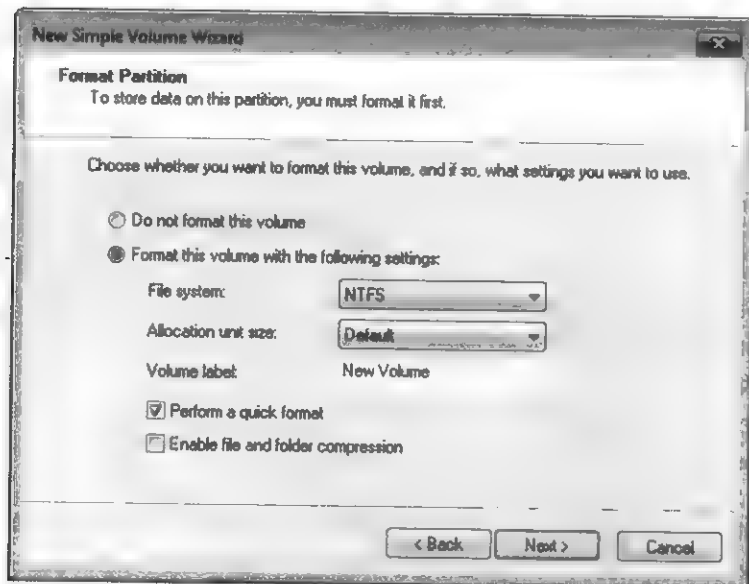 New Simple Volume Wizard
Format Partition
To store data on this partition, you must format it first.
Choose whether you want to format this volume, and if so, what settings you want to use.
Do not format this volume
Format this volume with the following settings:
File system: NTFS
Allocation unit size: Default
Volume label: New Volume
Perform a quick format
Enable file and folder compression
< Back Next > Cancel